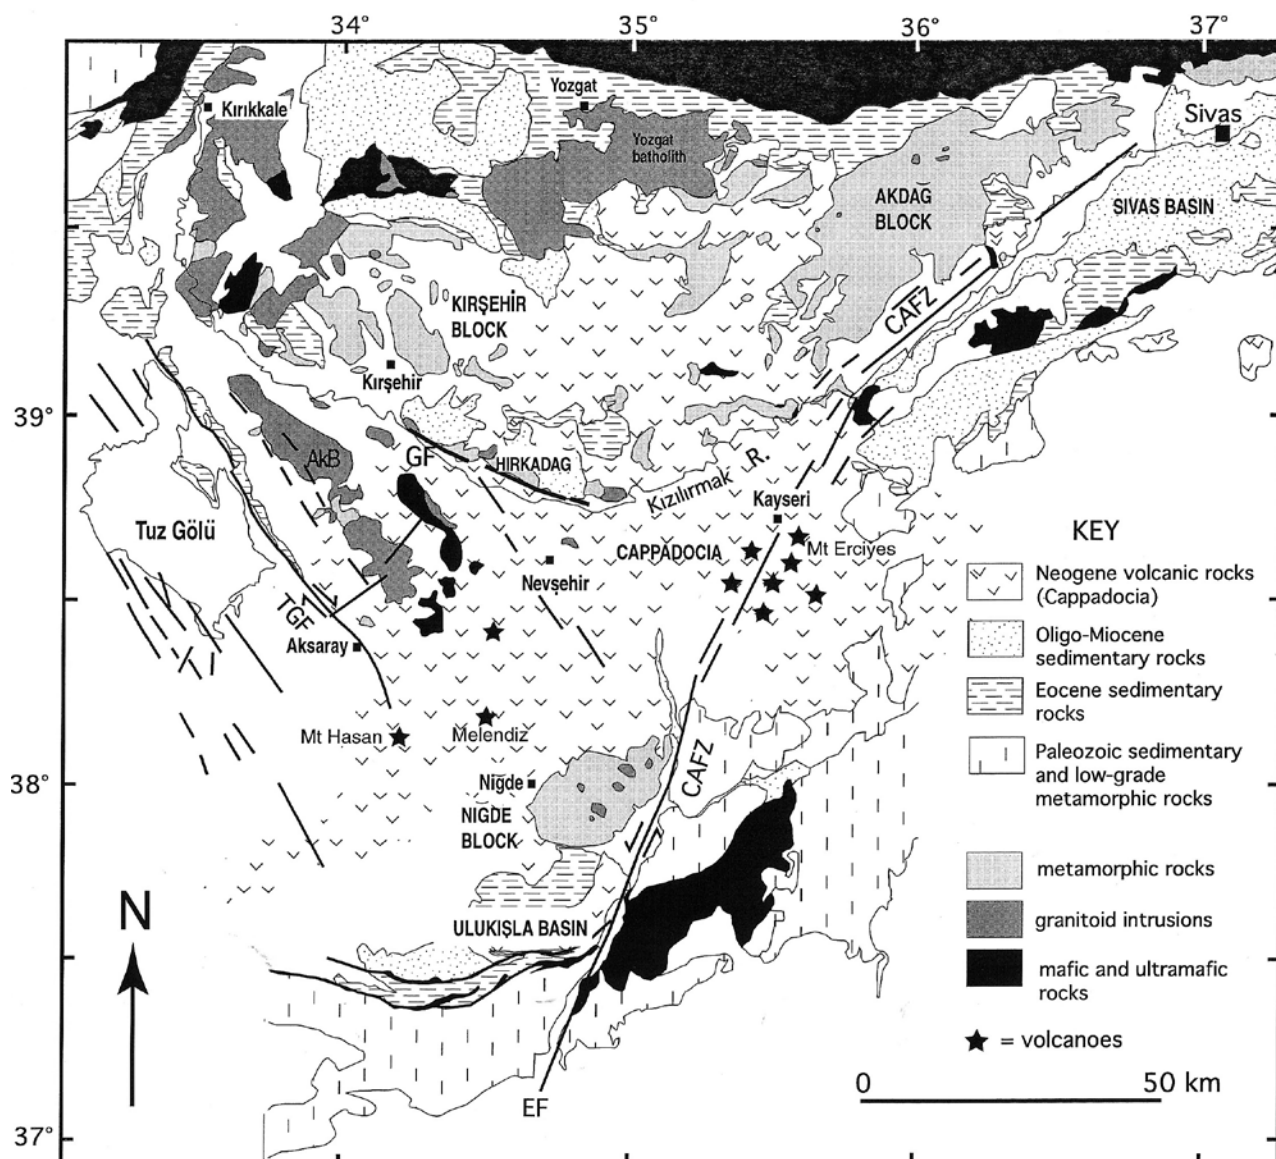 34°
35°
36°
37°
Kırıkkale
Yozgat
Yozgat
batholith
Sivas
AKDAG
BLOCK
SIVAS BASIN
CAFZ
KIRŞEHİR
BLOCK
Kırşehir
39°
AkB
GF
HIRKADAG
Kızılırmak R.
Kayseri
Tuz Gölü
CAPPADOCIA
Mt Erciyes
Nevşehir
TGF
Aksaray
Mt Hasan
Melendiz
CAFZ
38°
Nigde
NIGDE
BLOCK
N
ULUKIŞLA BASIN
EF
37°
KEY
Neogene volcanic rocks
(Cappadocia)
Oligo-Miocene
sedimentary rocks
Eocene sedimentary
rocks
Paleozoic sedimentary
and low-grade
metamorphic rocks
metamorphic rocks
granitoid intrusions
mafic and ultramafic
rocks
= volcanoes
0
50 km